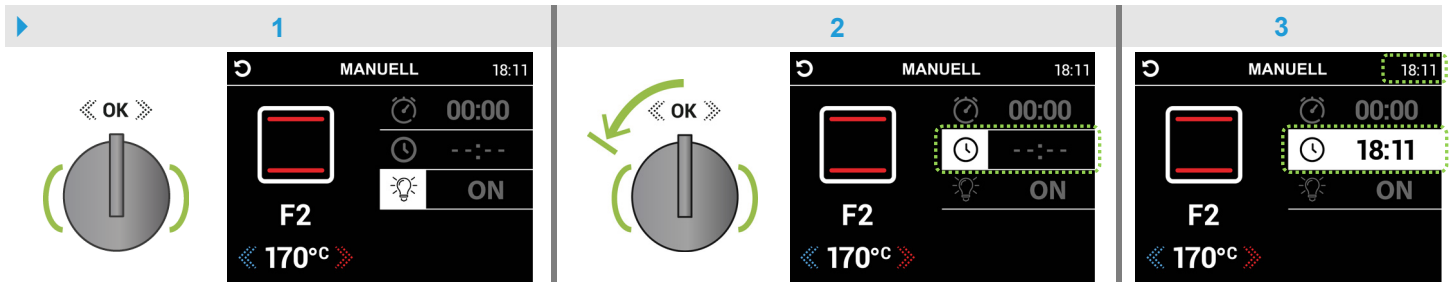 1
2
3
OK
MANUELL 18:11
00:00
--:--
ON
F2
170°C
OK
MANUELL 18:11
00:00
--:--
ON
F2
170°C
MANUELL 18:11
00:00
18:11
ON
F2
170°C